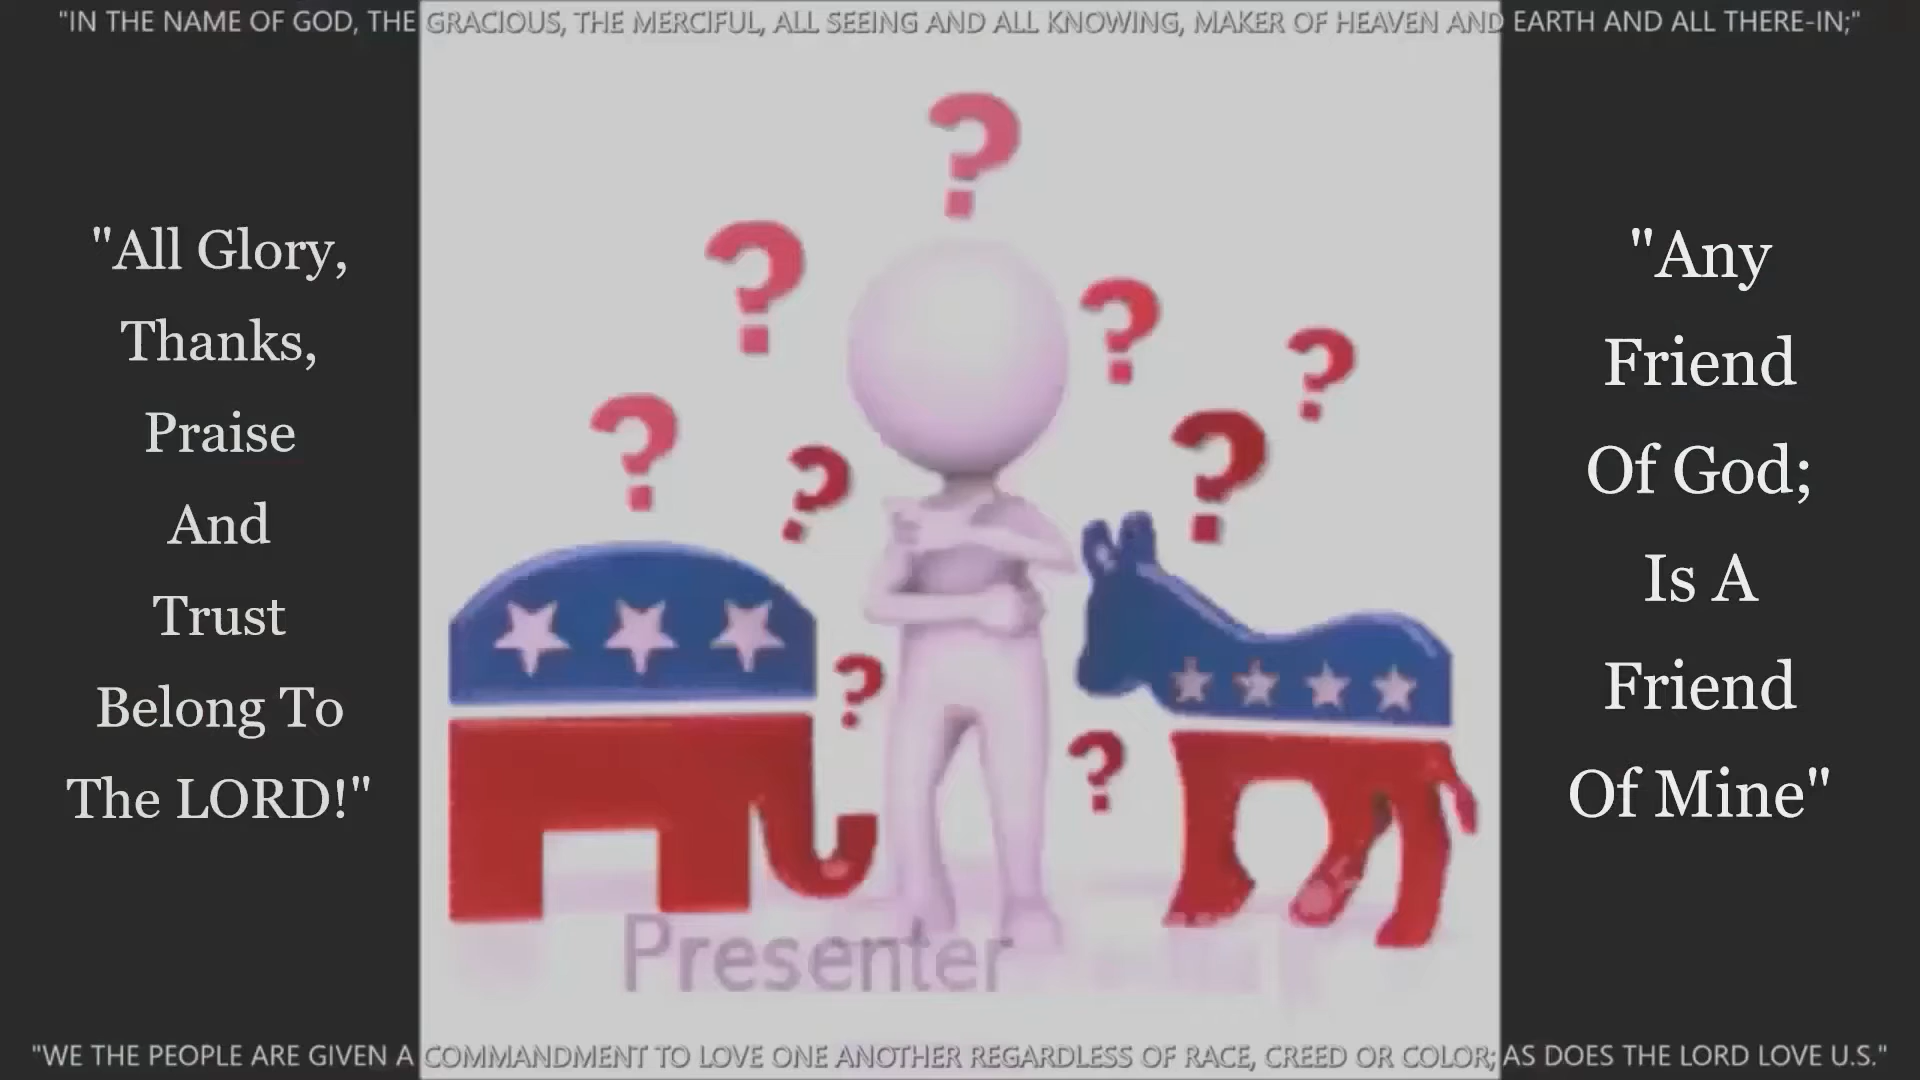 "IN THE NAME OF GOD, THE GRACIOUS, THE MERCIFUL, ALL SEEING AND ALL KNOWING, MAKER OF HEAVEN AND EARTH AND ALL THERE-IN;"
"All Glory,
Thanks,
Praise
And
Trust
Belong To
The LORD!"
"Any
Friend
Of God;
Is A
Friend
Of Mine"
Presenter
"WE THE PEOPLE ARE GIVEN A COMMANDMENT TO LOVE ONE ANOTHER REGARDLESS OF RACE, CREED OR COLOR; AS DOES THE LORD LOVE U.S."